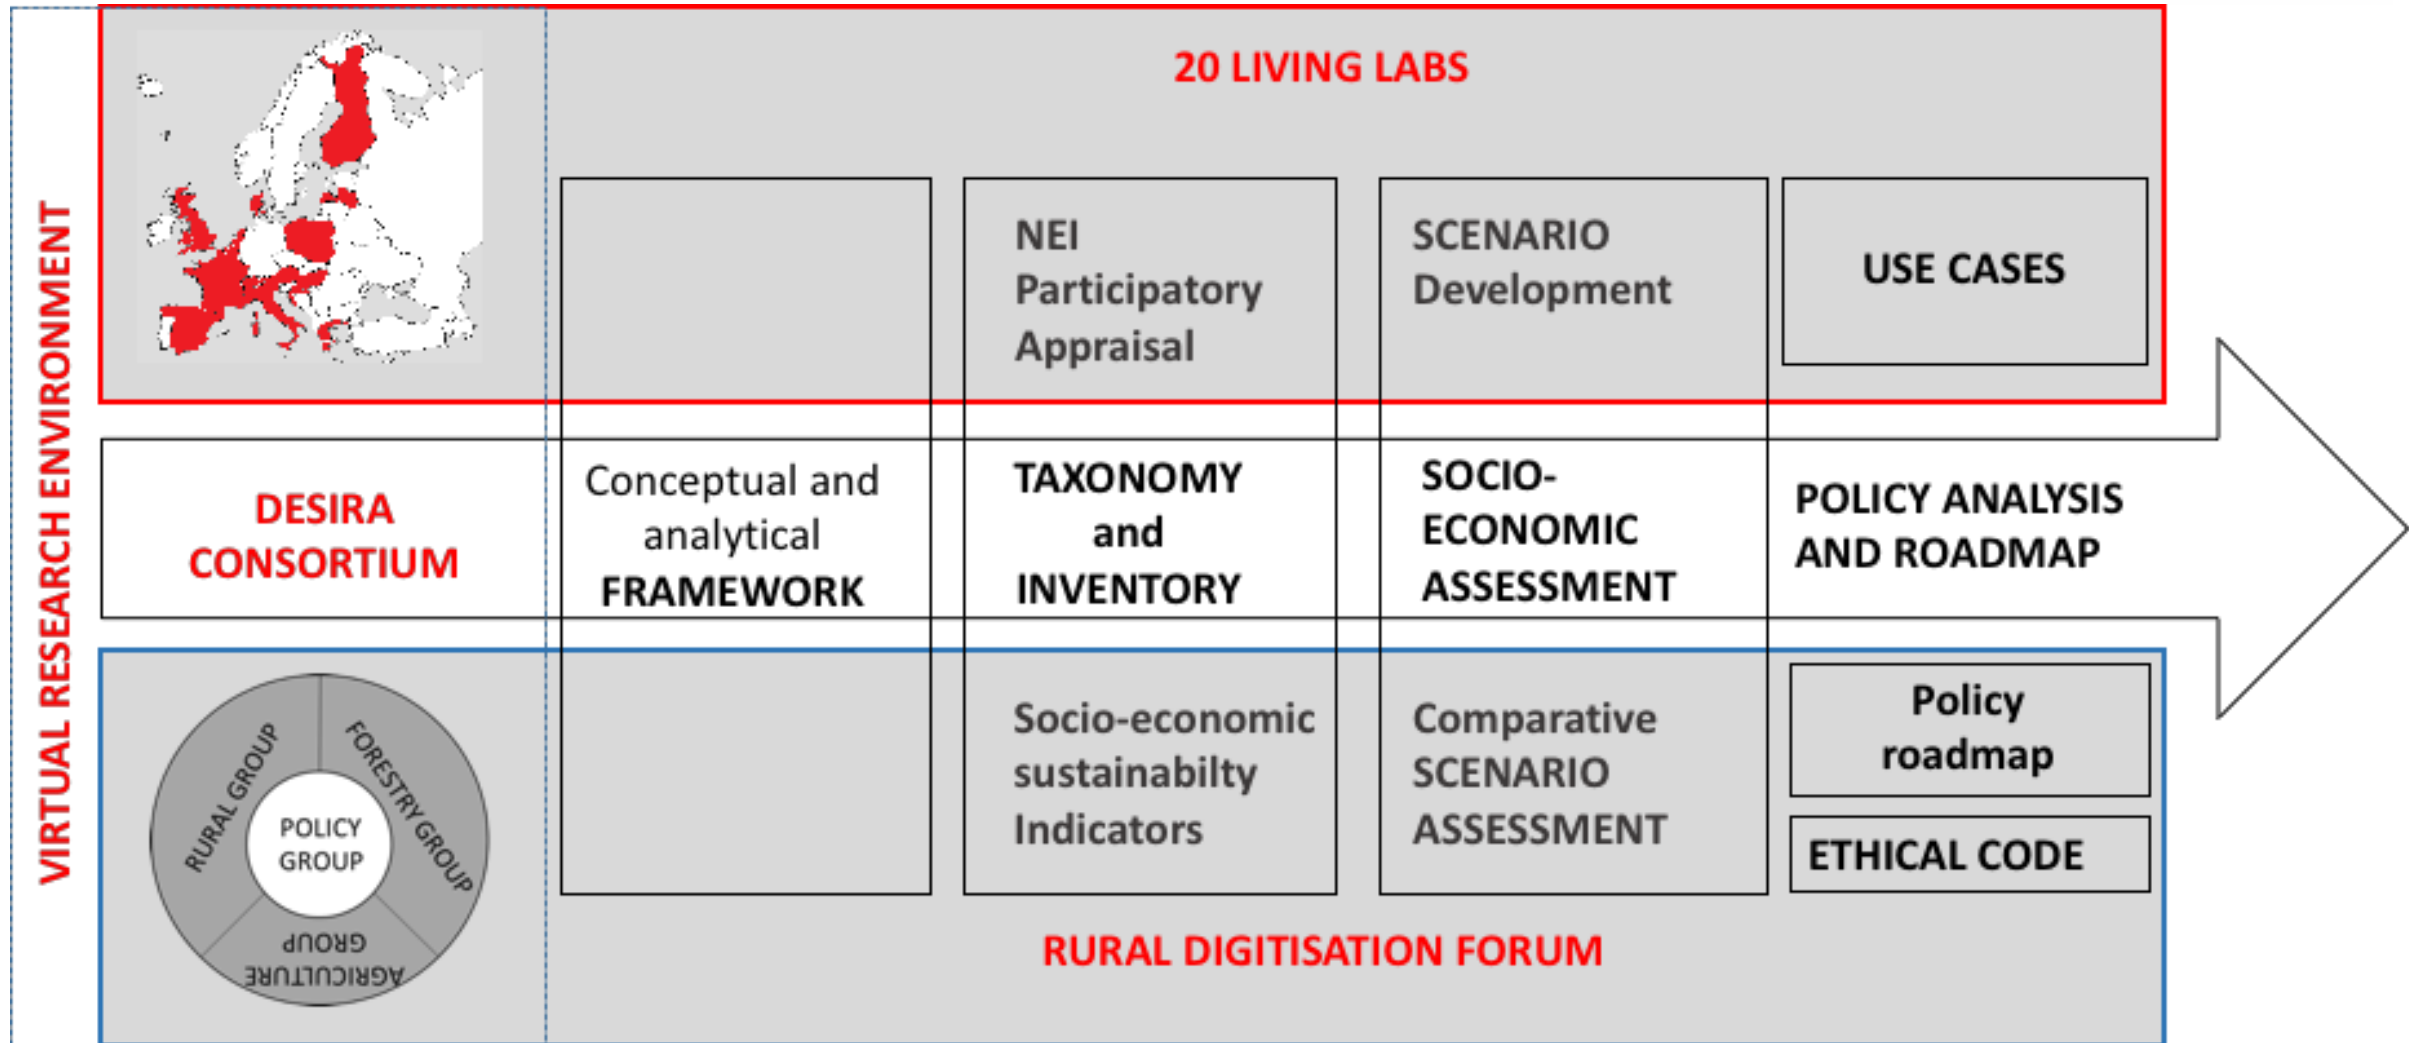 VIRTUAL RESEARCH ENVIRONMENT
20 LIVING LABS
NEI
Participatory
Appraisal
SCENARIO
Development
USE CASES
DESIRA
CONSORTIUM
Conceptual and
analytical
FRAMEWORK
TAXONOMY
and
INVENTORY
SOCIO-
ECONOMIC
ASSESSMENT
POLICY ANALYSIS
AND ROADMAP
RURAL GROUP
FORESTRY GROUP
POLICY
GROUP
AGRICULTURE
GROUP
Socio-economic
sustainabilty
Indicators
Comparative
SCENARIO
ASSESSMENT
Policy
roadmap
ETHICAL CODE
RURAL DIGITISATION FORUM